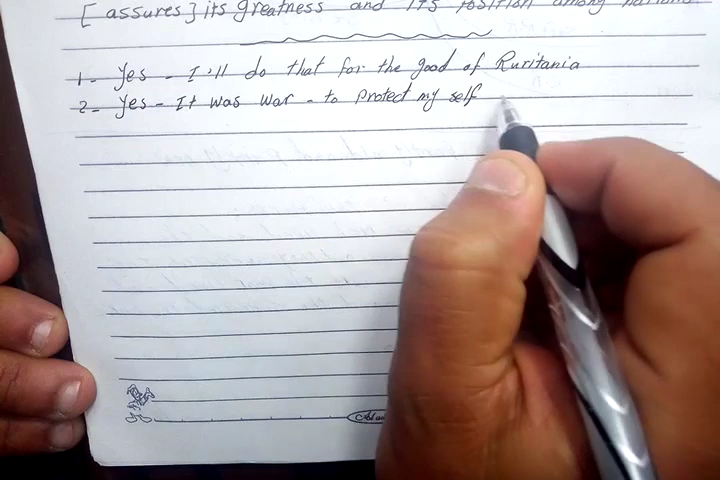 [ assures ] its greatness and its position among nations
1 - Yes - I'll do that for the good of Ruritania
2 - Yes - It was war - to protect my self